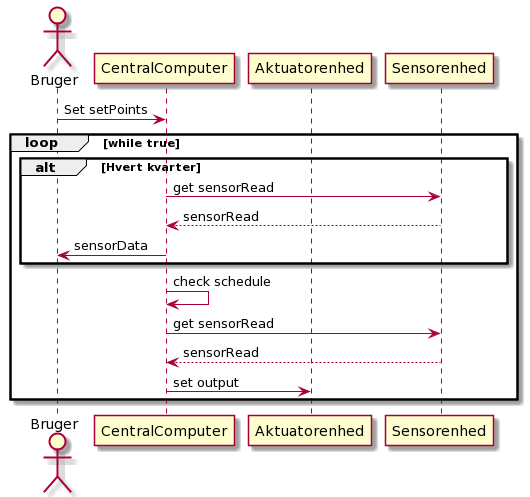 Bruger
CentralComputer
Aktuatorenhed
Sensorenhed
Set setPoints
loop [while true]
alt [Hvert kvarter]
get sensorRead
sensorRead
sensorData
check schedule
get sensorRead
sensorRead
set output
Bruger
CentralComputer
Aktuatorenhed
Sensorenhed